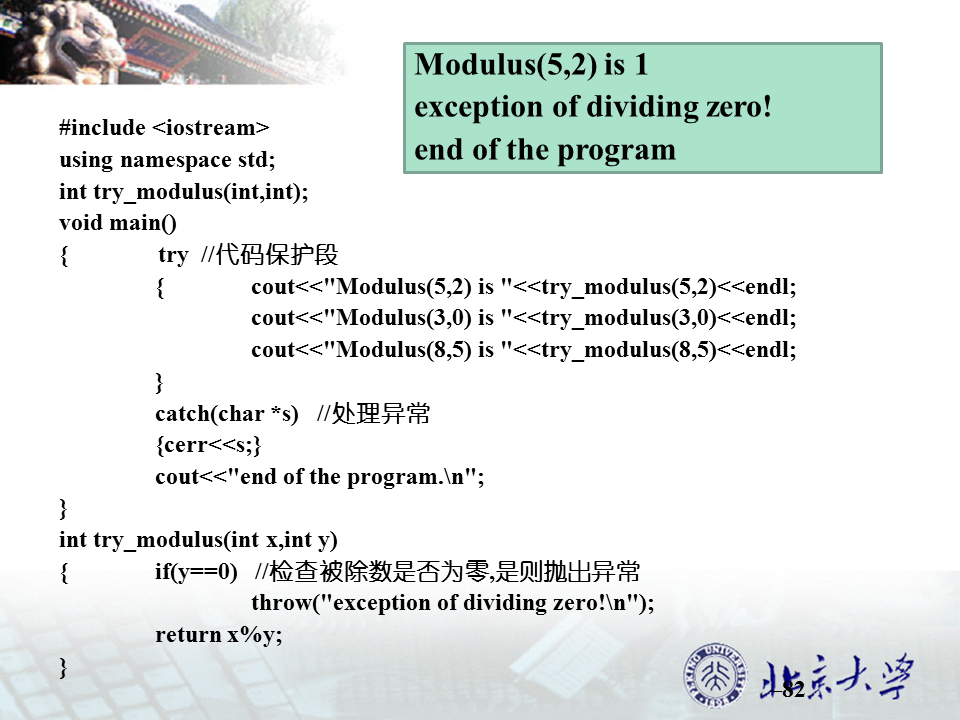 Modulus(5,2) is 1
exception of dividing zero!
end of the program
#include <iostream>
using namespace std;
int try_modulus(int,int);
void main()
{ try //代码保护段
{ cout<<"Modulus(5,2) is "<<try_modulus(5,2)<<endl;
cout<<"Modulus(3,0) is "<<try_modulus(3,0)<<endl;
cout<<"Modulus(8,5) is "<<try_modulus(8,5)<<endl;
}
catch(char *s) //处理异常
{cerr<<s;}
cout<<"end of the program.\n";
}
int try_modulus(int x,int y)
{ if(y==0) //检查被除数是否为零,是则抛出异常
throw("exception of dividing zero!\n");
return x%y;
}
PEKING UNIVERSITY
1898
北京大学
–82